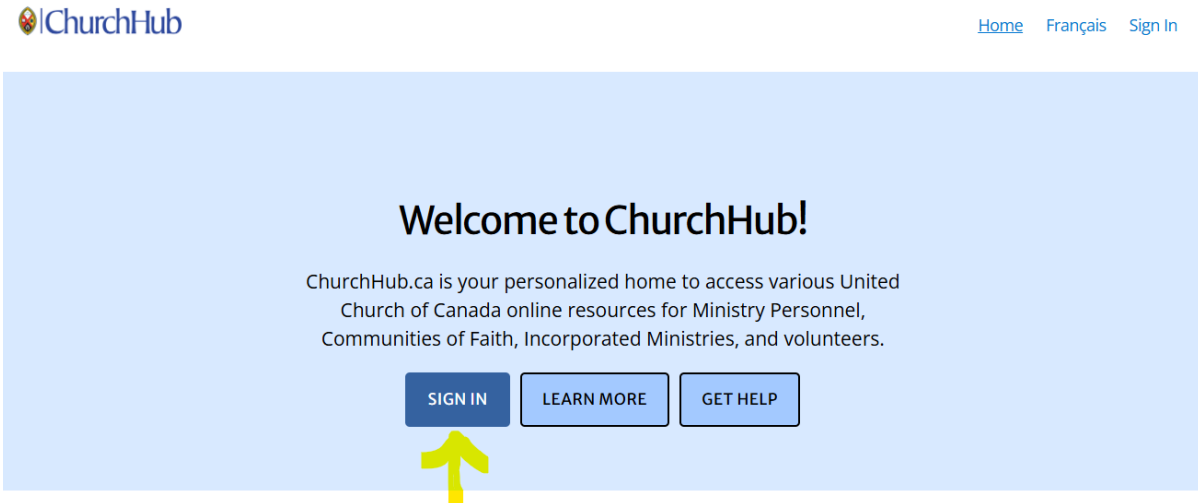 ChurchHub
Home Français Sign In
Welcome to ChurchHub!
ChurchHub.ca is your personalized home to access various United
Church of Canada online resources for Ministry Personnel,
Communities of Faith, Incorporated Ministries, and volunteers.
SIGN IN LEARN MORE GET HELP